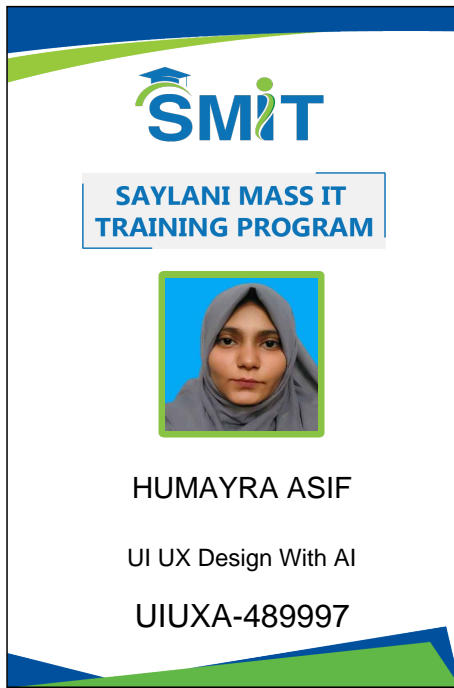 SMIT
SAYLANI MASS IT
TRAINING PROGRAM
HUMAYRA ASIF
UI UX Design With AI
UIUXA-489997